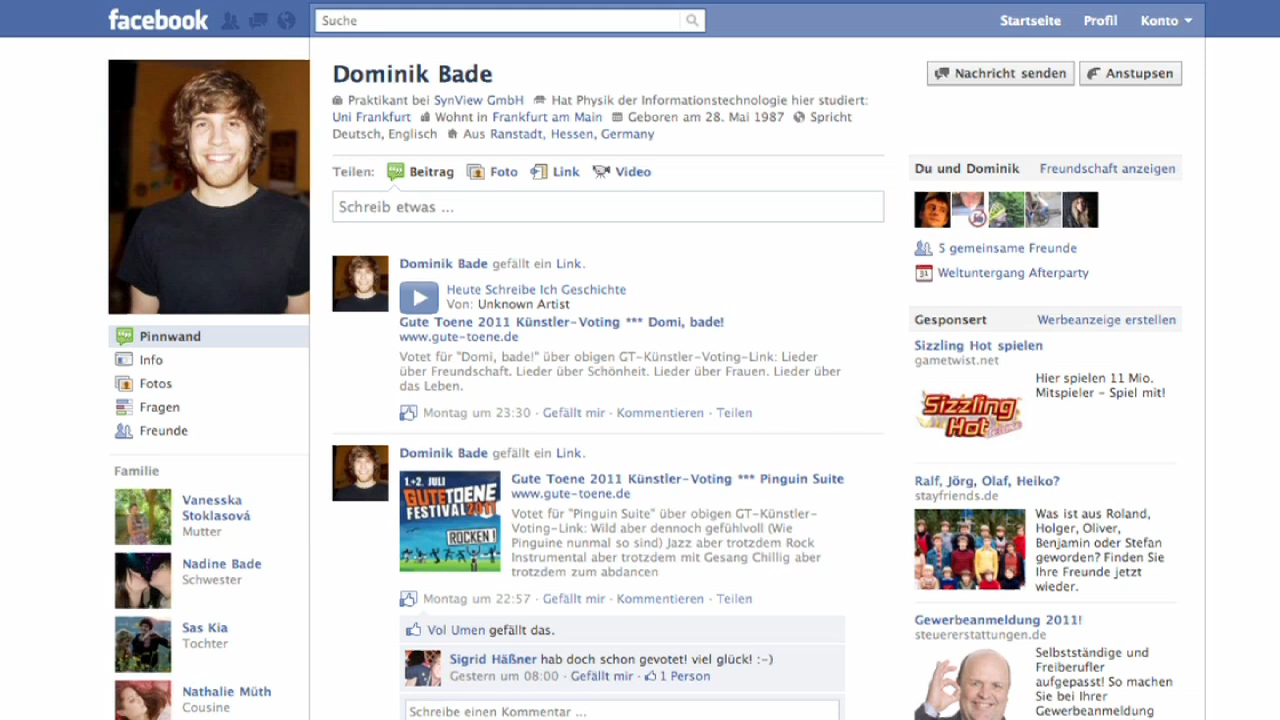 facebook
Suche
Startseite Profil Konto
Dominik Bade
Nachricht senden Anstupsen
Praktikant bei SynView GmbH Hat Physik der Informationstechnologie hier studiert:
Uni Frankfurt Wohnt in Frankfurt am Main Geboren am 28. Mai 1987 Spricht
Deutsch, Englisch Aus Ranstadt, Hessen, Germany
Teilen: Beitrag Foto Link Video
Schreib etwas ...
Dominik Bade gefällt ein Link.
Heute Schreibe Ich Geschichte
Von: Unknown Artist
Gute Toene 2011 Künstler-Voting *** Domi, bade!
www.gute-toene.de
Votet für "Domi, bade!" über obigen GT-Künstler-Voting-Link: Lieder
über Freundschaft. Lieder über Schönheit. Lieder über Frauen. Lieder über
das Leben.
Montag um 23:30 · Gefällt mir · Kommentieren · Teilen
Dominik Bade gefällt ein Link.
1.+2. JULI
GUTETOENE
FESTIVAL 2011
ROCKEN!
Gute Toene 2011 Künstler-Voting *** Pinguin Suite
www.gute-toene.de
Votet für "Pinguin Suite" über obigen GT-Künstler-
Voting-Link: Wild aber dennoch gefühlvoll (Wie
Pinguine nunmal so sind) Jazz aber trotzdem Rock
Instrumental aber trotzdem mit Gesang Chillig aber
trotzdem zum abdancen
Montag um 22:57 · Gefällt mir · Kommentieren · Teilen
Vol Umen gefällt das.
Sigrid Häßner hab doch schon gevotet! viel glück! :-)
Gestern um 08:00 · Gefällt mir · 1 Person
Schreibe einen Kommentar ...
Pinnwand
Info
Fotos
Fragen
Freunde
Familie
Vanesska
Stoklasová
Mutter
Nadine Bade
Schwester
Sas Kia
Tochter
Nathalie Müth
Cousine
Du und Dominik Freundschaft anzeigen
5 gemeinsame Freunde
31 Weltuntergang Afterparty
Gesponsert Werbeanzeige erstellen
Sizzling Hot spielen
gametwist.net
Sizzling
Hot
Hier spielen 11 Mio.
Mitspieler - Spiel mit!
Ralf, Jörg, Olaf, Heiko?
stayfriends.de
Was ist aus Roland,
Holger, Oliver,
Benjamin oder Stefan
geworden? Finden Sie
Ihre Freunde jetzt
wieder.
Gewerbeanmeldung 2011!
steuererstattungen.de
Selbstständige und
Freiberufler
aufgepasst! So machen
Sie bei Ihrer
Gewerbeanmeldung